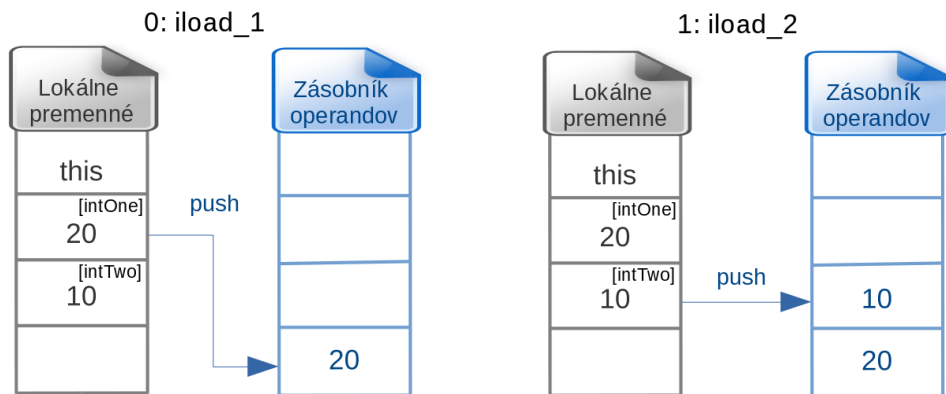 0: iload_1
Lokálne
premenné
Zásobník
operandov
this
[intOne]
20
push
[intTwo]
10
20
1: iload_2
Lokálne
premenné
Zásobník
operandov
this
[intOne]
20
[intTwo]
10
push
10
20